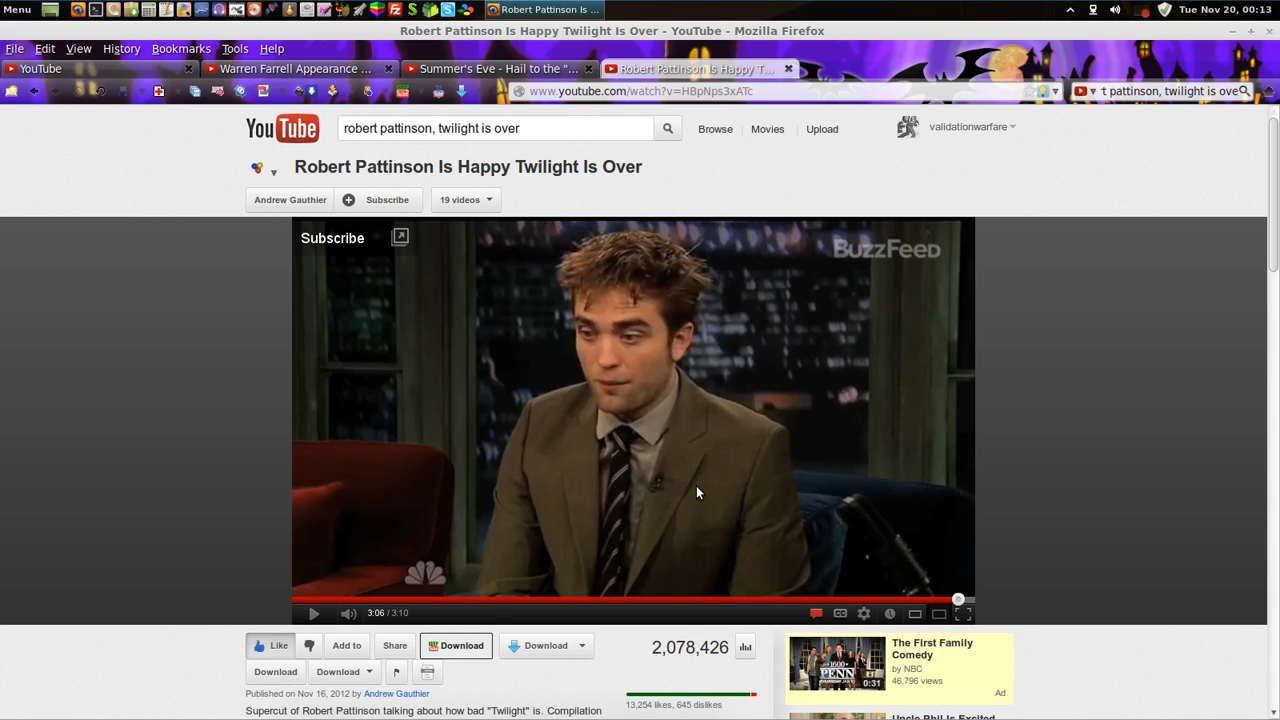 Menu
Robert Pattinson Is ...
Tue Nov 20, 00:13
Robert Pattinson Is Happy Twilight Is Over - YouTube - Mozilla Firefox
File Edit View History Bookmarks Tools Help
YouTube
Warren Farrell Appearance ...
Summer's Eve - Hail to the "...
Robert Pattinson Is Happy T...
www.youtube.com/watch?v=HBpNps3xATc
pattinson, twilight is ove
YouTube
robert pattinson, twilight is over
Browse Movies Upload
validationwarfare
Robert Pattinson Is Happy Twilight Is Over
Andrew Gauthier
Subscribe
19 videos
Subscribe
BUZZFEED
3:06 / 3:10
Like
Add to
Share
Download
Download
2,078,426
Download
Download
Published on Nov 16, 2012 by Andrew Gauthier
13,254 likes, 645 dislikes
Supercut of Robert Pattinson talking about how bad "Twilight" is. Compilation
The First Family
Comedy
by NBC
46,796 views
Ad
1600
PENN
0:31
Uncle Phil Is Excited